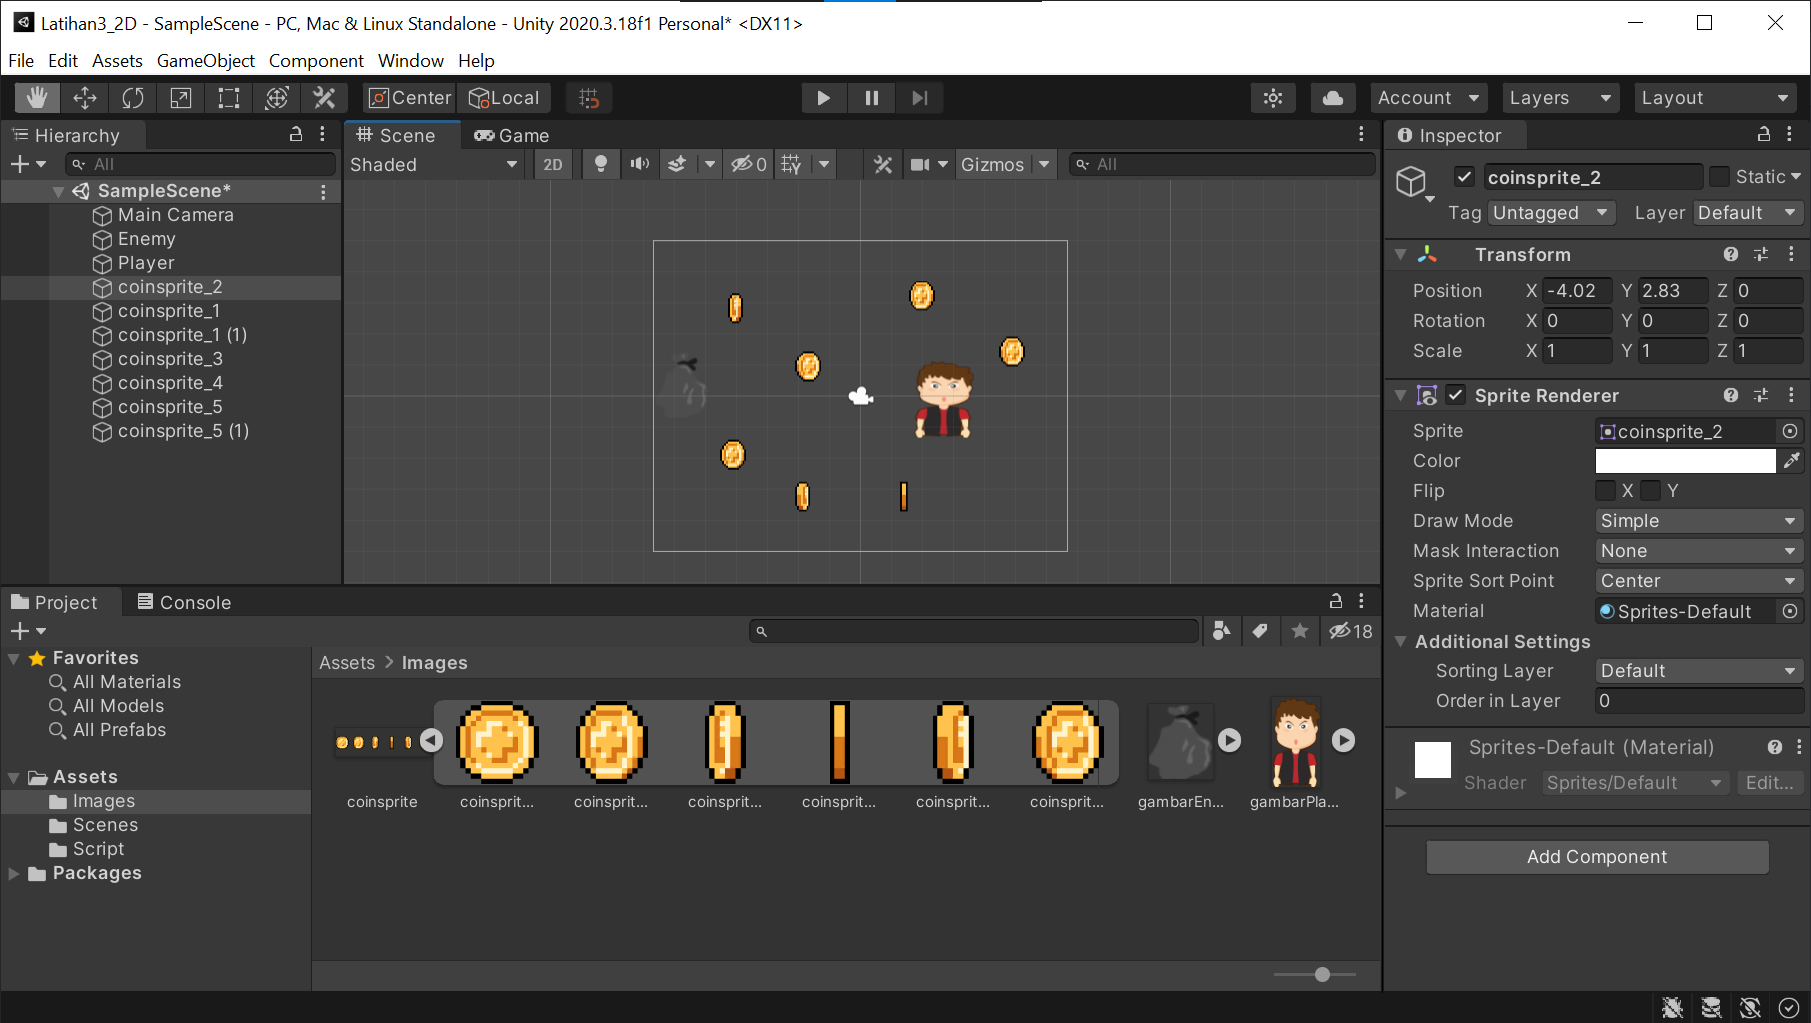 Latihan3_2D - SampleScene - PC, Mac & Linux Standalone - Unity 2020.3.18f1 Personal* <DX11>
File Edit Assets GameObject Component Window Help
Center Local Account Layers Layout
Hierarchy
All
SampleScene*
Main Camera
Enemy
Player
coinsprite_2
coinsprite_1
coinsprite_1 (1)
coinsprite_3
coinsprite_4
coinsprite_5
coinsprite_5 (1)
Scene Game
Shaded 2D 0 Gizmos All
Inspector
coinsprite_2 Static
Tag Untagged Layer Default
Transform
Position X -4.02 Y 2.83 Z 0
Rotation X 0 Y 0 Z 0
Scale X 1 Y 1 Z 1
Sprite Renderer
Sprite coinsprite_2
Color
Flip X Y
Draw Mode Simple
Mask Interaction None
Sprite Sort Point Center
Material Sprites-Default
Additional Settings
Sorting Layer Default
Order in Layer 0
Sprites-Default (Material)
Shader Sprites/Default Edit...
Add Component
Project Console
18
Favorites
All Materials
All Models
All Prefabs
Assets
Images
Scenes
Script
Packages
Assets > Images
coinsprite coinsprit... coinsprit... coinsprit... coinsprit... coinsprit... coinsprit... gambarEn... gambarPla...